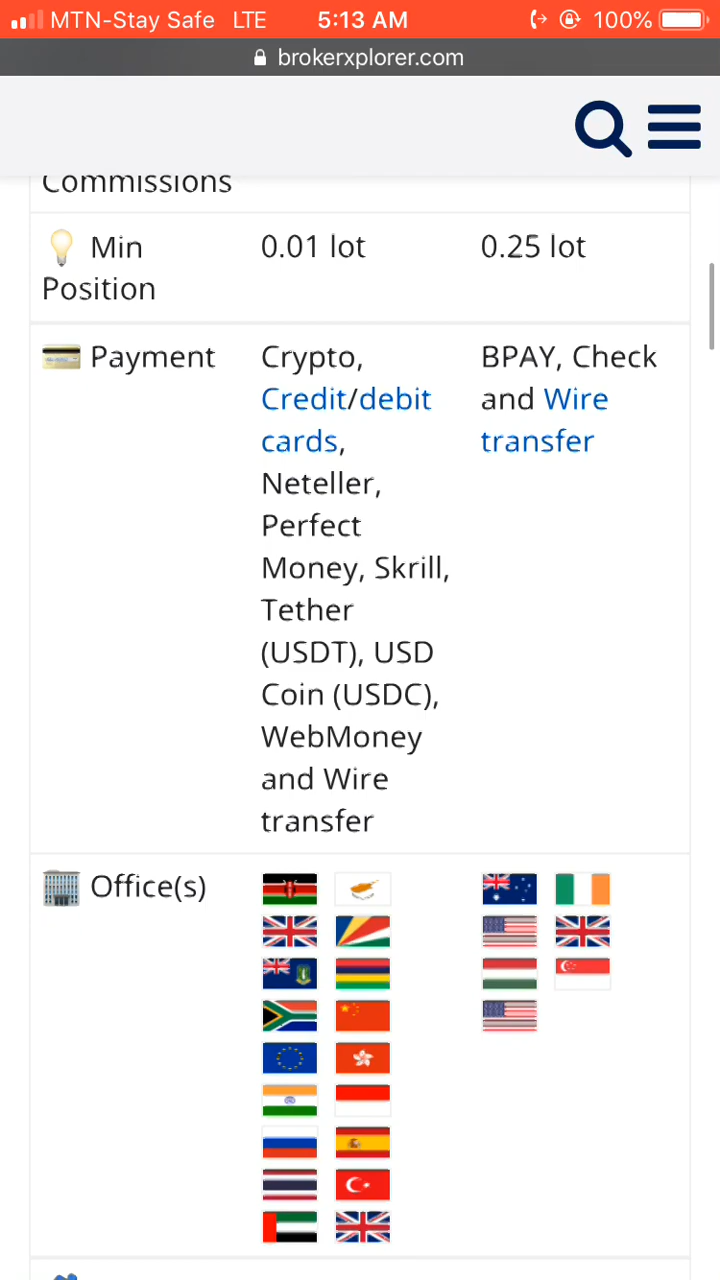 MTN-Stay Safe LTE 5:13 AM 100%
brokerxplorer.com
Commissions
Min
Position
0.01 lot
0.25 lot
Payment
Crypto,
Credit/debit
cards,
Neteller,
Perfect
Money, Skrill,
Tether
(USDT), USD
Coin (USDC),
WebMoney
and Wire
transfer
BPAY, Check
and Wire
transfer
Office(s)